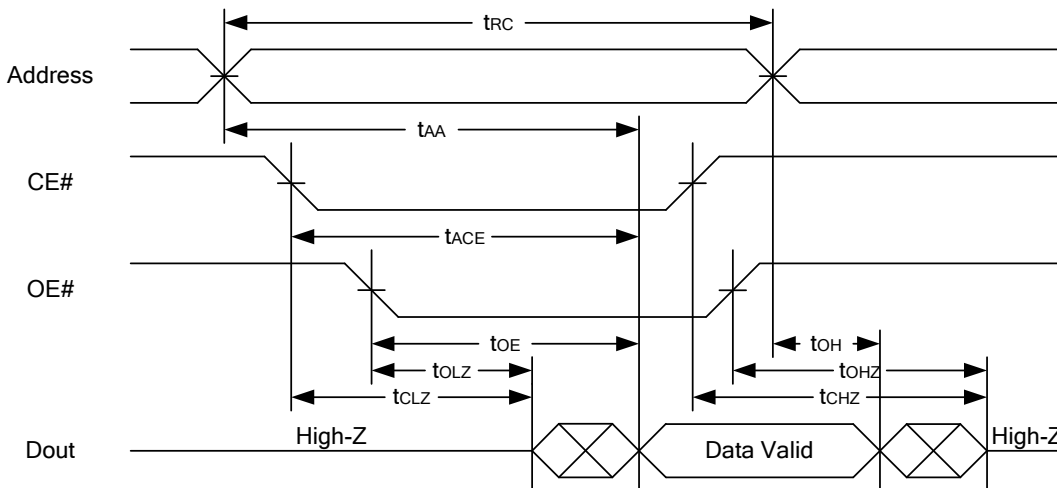 tRC
Address
tAA
CE#
tACE
OE#
tOE
tOH
tOLZ
tOHZ
tCLZ
tCHZ
High-Z
Data Valid
High-Z
Dout